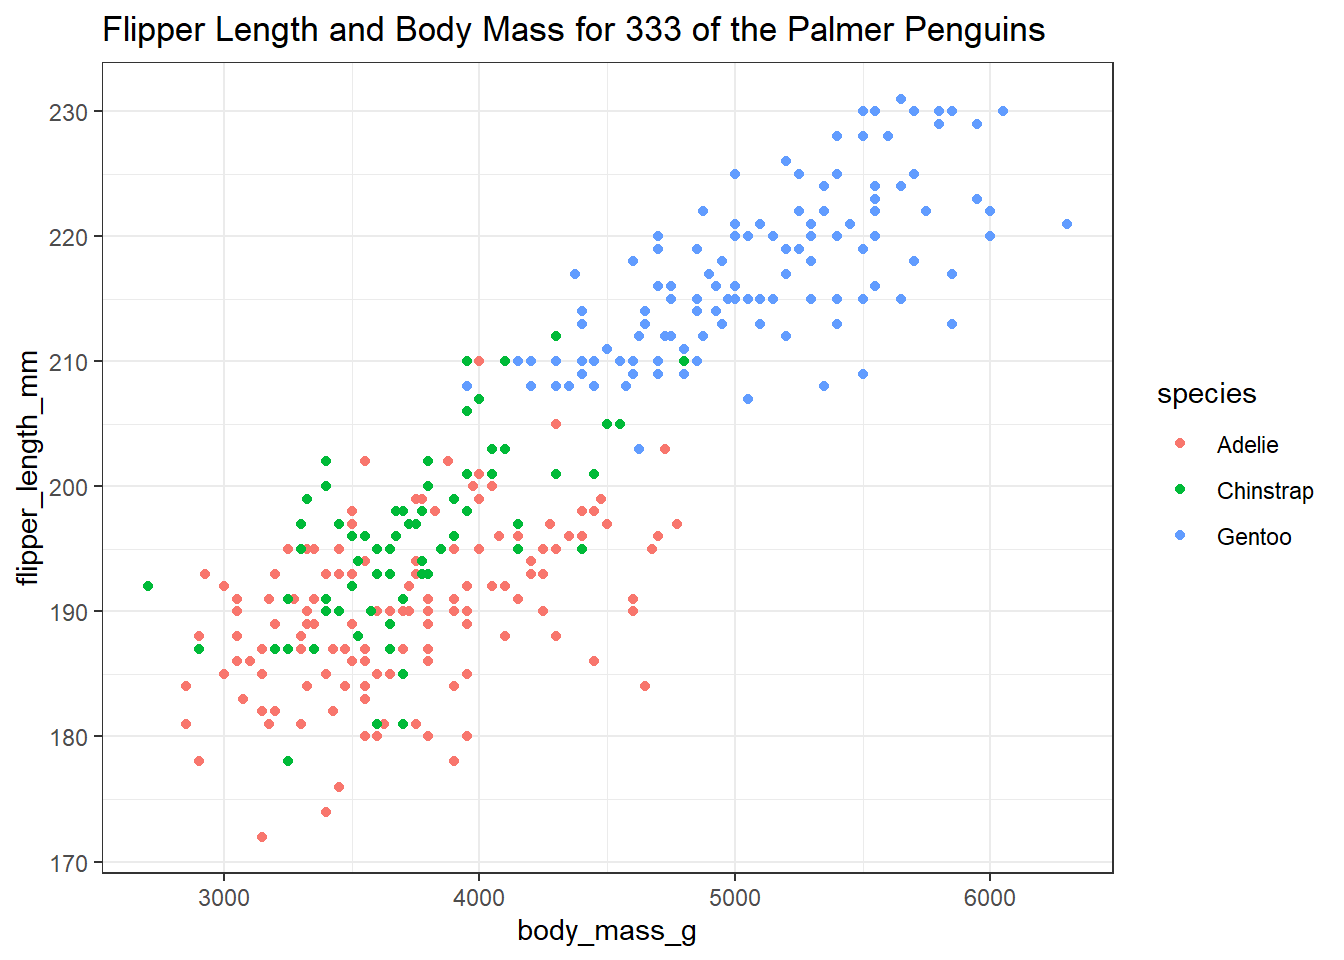 Flipper Length and Body Mass for 333 of the Palmer Penguins
flipper_length_mm
230
220
210
200
190
180
170
3000 4000 5000 6000
body_mass_g
species
Adelie
Chinstrap
Gentoo